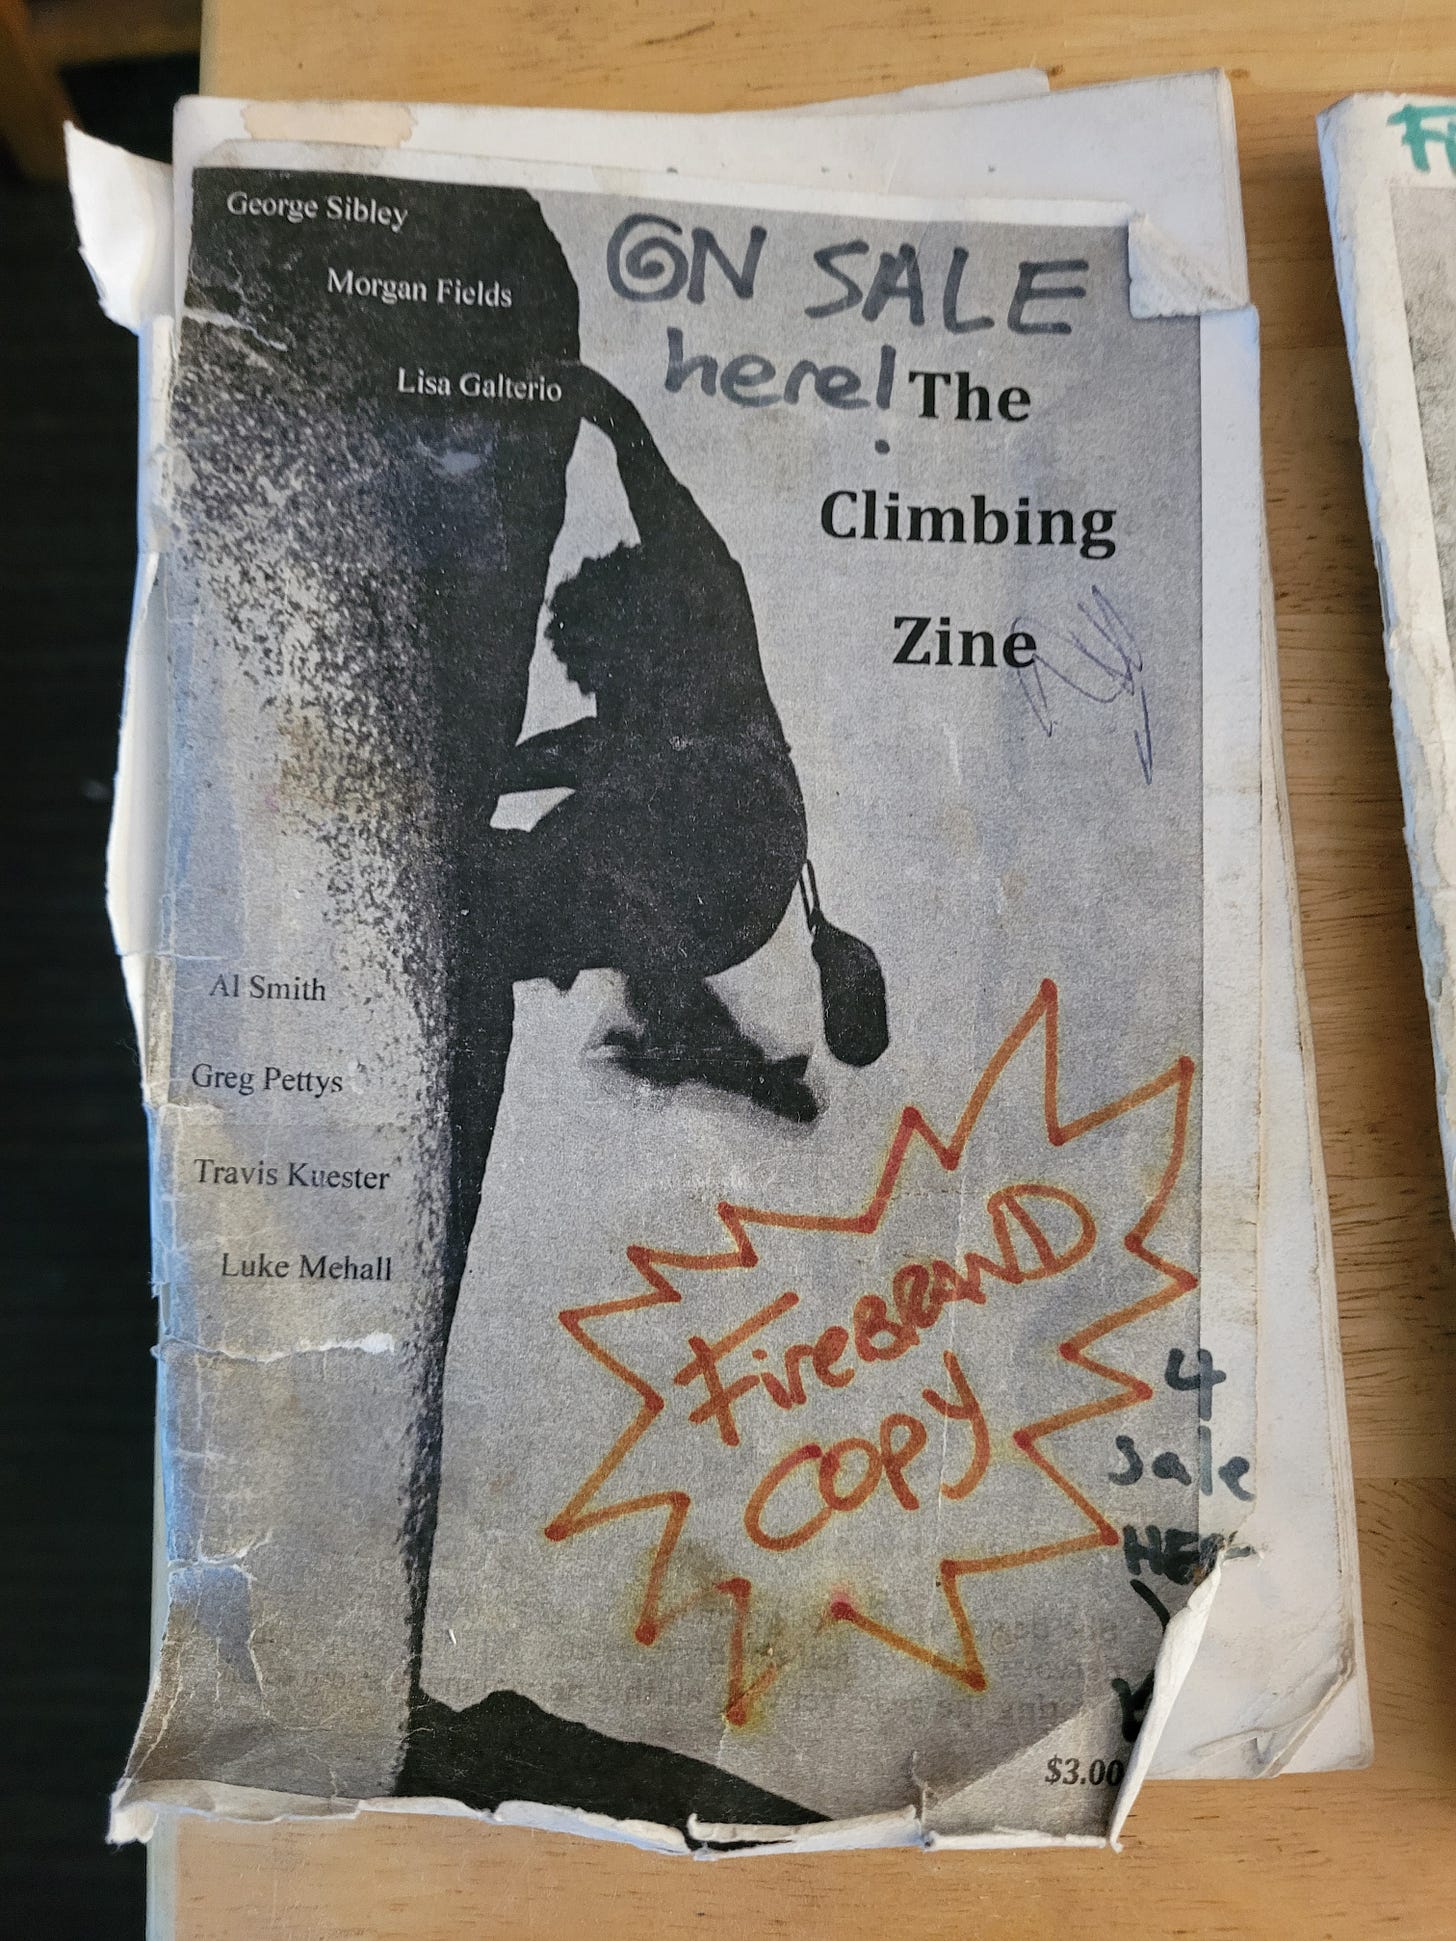 George Sibley
Morgan Fields
Lisa Galterio
ON SALE
here!
The
Climbing
Zine
Al Smith
Greg Pettys
Travis Kuester
Luke Mehall
FireBRAND
COPY
4
Sale
$3.00